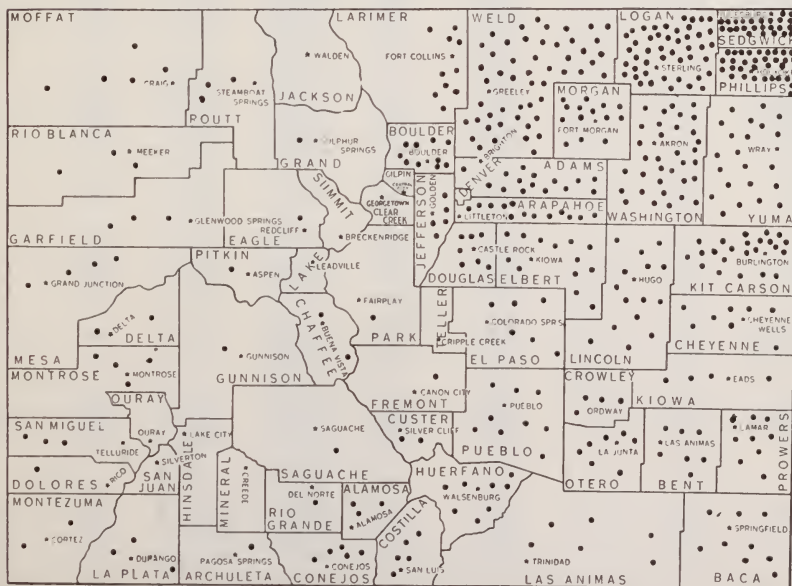 MOFFAT
LARIMER
WELD
LOGAN
SEDGWICK
WALDEN
FORT COLLINS
STERLING
CRAIG
STEAMBOAT
SPRINGS
JACKSON
GREELEY
MORGAN
PHILLIPS
ROUTT
RIO BLANCA
BOULDER
FORT MORGAN
AKRON
MEEKER
SULPHUR
SPRINGS
BOULDER
BRIGHTON
WRAY
GRAND
GILPIN
CENTRAL
CITY
DENVER
ADAMS
SUMMIT
GEORGETOWN
CLEAR
CREEK
JEFFERSON
GOLDEN
ARAPAHOE
GLENWOOD SPRINGS
REDCLIFF
LITTLETON
WASHINGTON
YUMA
GARFIELD
EAGLE
BRECKENRIDGE
PITKIN
CASTLE ROCK
KIOWA
BURLINGTON
GRAND JUNCTION
ASPEN
LAKE
LEADVILLE
DOUGLAS
ELBERT
HUGO
KIT CARSON
FAIRPLAY
TELLER
DELTA
DELTA
CHAFFEE
BUENA VISTA
COLORADO SPRS.
CHEYENNE
WELLS
MESA
GUNNISON
PARK
CRIPPLE CREEK
EL PASO
LINCOLN
CHEYENNE
MONTROSE
MONTROSE
GUNNISON
CROWLEY
EADS
OURAY
CANON CITY
FREMONT
PUEBLO
ORDWAY
KIOWA
SAN MIGUEL
OURAY
LAKE CITY
SAGUACHE
CUSTER
SILVER CLIFF
LAMAR
PROWERS
TELLURIDE
SILVERTON
PUEBLO
LA JUNTA
LAS ANIMAS
DOLORES
RICO
SAN
JUAN
HINSDALE
MINERAL
CREEDE
SAGUACHE
HUERFANO
OTERO
BENT
MONTEZUMA
DEL NORTE
ALAMOSA
WALSENBURG
RIO
GRANDE
ALAMOSA
COSTILLA
CORTEZ
SPRINGFIELD
DURANGO
PAGOSA SPRINGS
CONEJOS
SAN LUIS
TRINIDAD
LA PLATA
ARCHULETA
CONEJOS
LAS ANIMAS
BACA